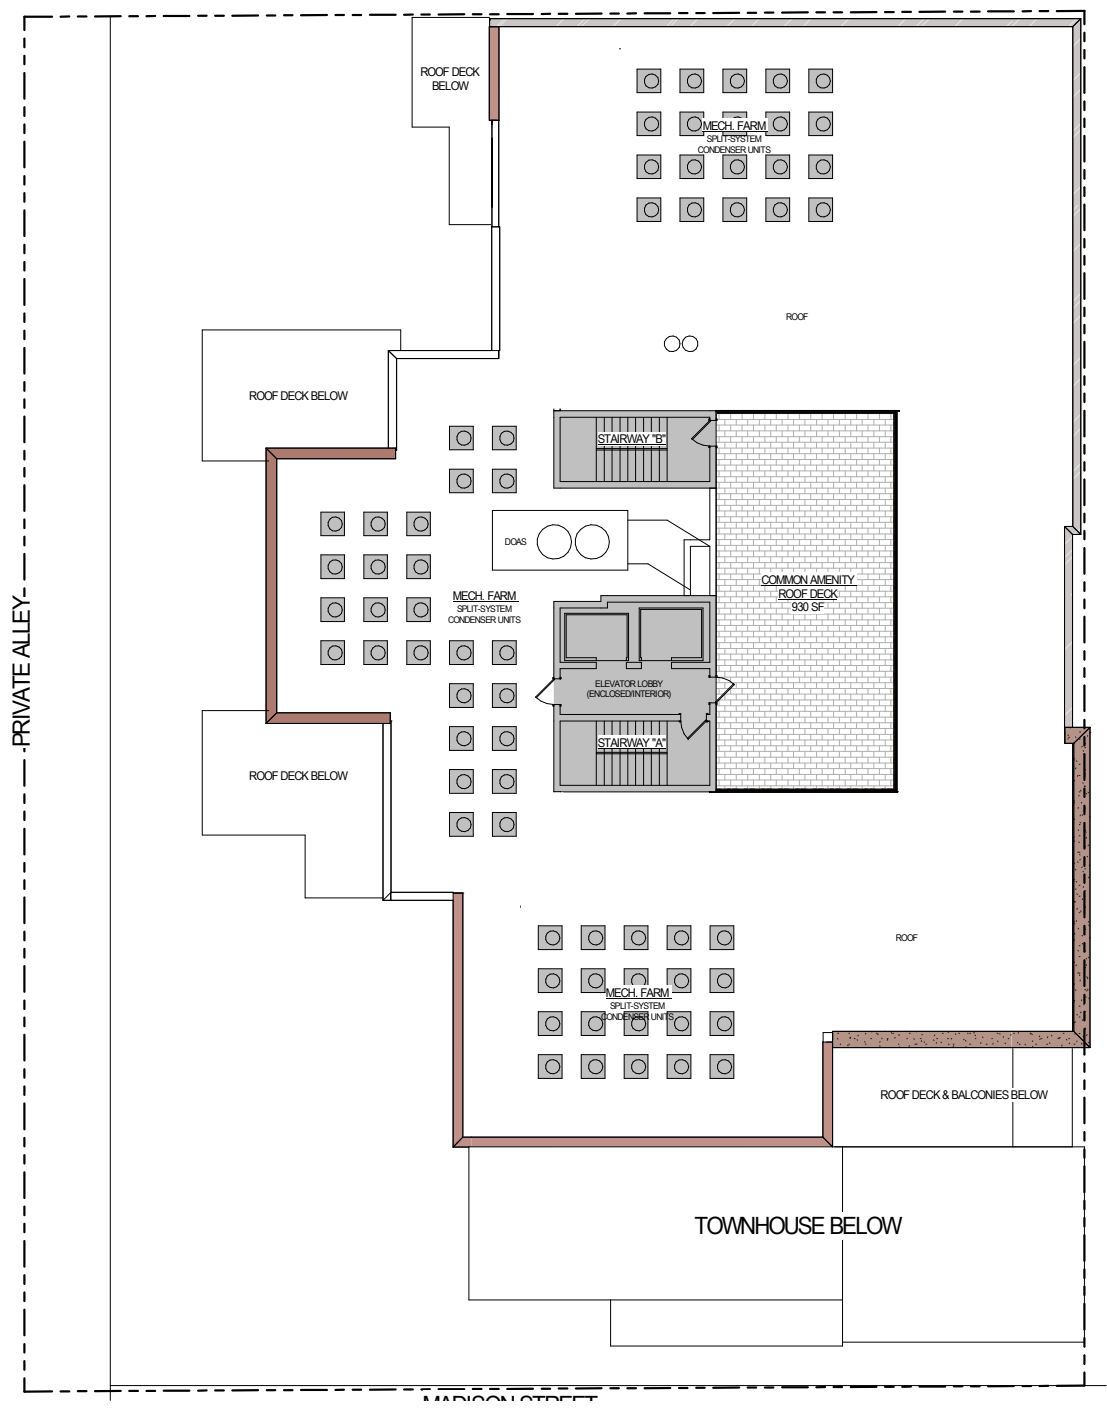 ROOF DECK
BELOW
MECH. FARM
SPLIT-SYSTEM
CONDENSER UNITS
ROOF
ROOF DECK BELOW
STAIRWAY "B"
DOAS
COMMON AMENITY
ROOF DECK
930 SF
MECH. FARM
SPLIT-SYSTEM
CONDENSER UNITS
PRIVATE ALLEY
ELEVATOR LOBBY
(ENCLOSED/INTERIOR)
STAIRWAY "A"
ROOF DECK BELOW
ROOF
MECH. FARM
SPLIT-SYSTEM
CONDENSER UNITS
ROOF DECK & BALCONIES BELOW
TOWNHOUSE BELOW
MADISON STREET